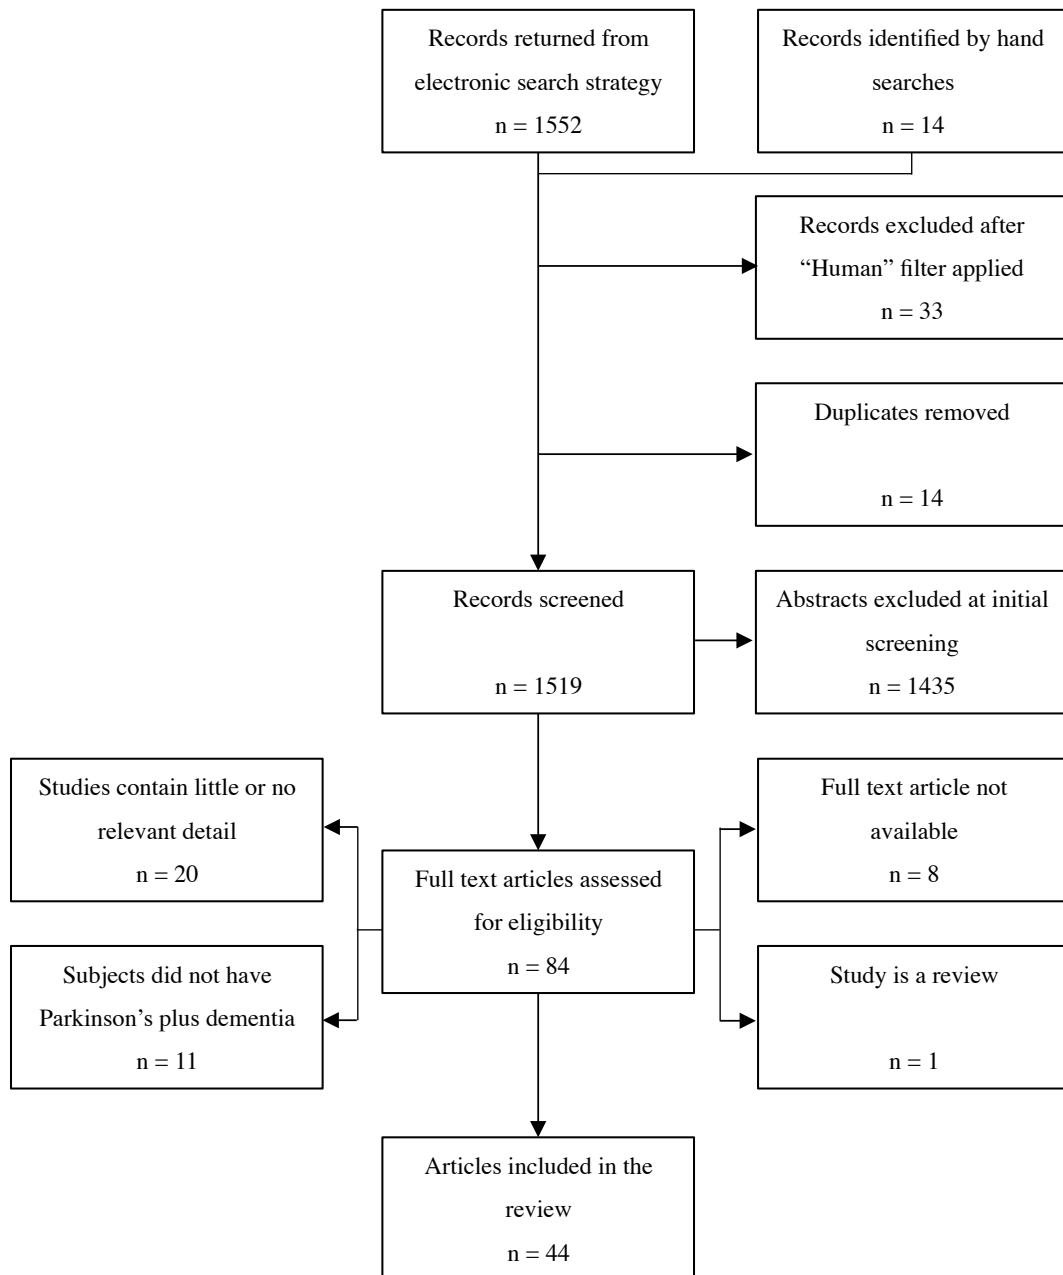 Records returned from
electronic search strategy
n = 1552
Records identified by hand
searches
n = 14
Records excluded after
“Human” filter applied
n = 33
Duplicates removed
n = 14
Records screened
n = 1519
Abstracts excluded at initial
screening
n = 1435
Studies contain little or no
relevant detail
n = 20
Full text article not
available
n = 8
Full text articles assessed
for eligibility
n = 84
Subjects did not have
Parkinson’s plus dementia
n = 11
Study is a review
n = 1
Articles included in the
review
n = 44